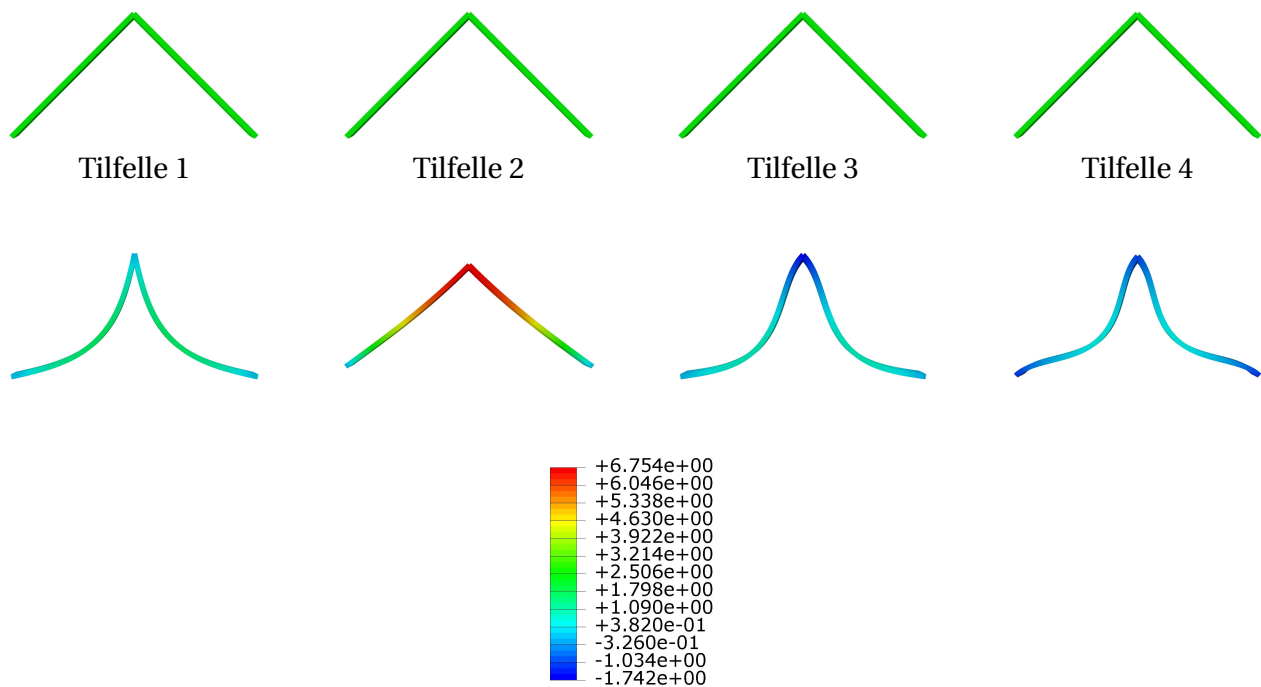 Tilfelle 1
Tilfelle 2
Tilfelle 3
Tilfelle 4
+6.754e+00
+6.046e+00
+5.338e+00
+4.630e+00
+3.922e+00
+3.214e+00
+2.506e+00
+1.798e+00
+1.090e+00
+3.820e-01
-3.260e-01
-1.034e+00
-1.742e+00